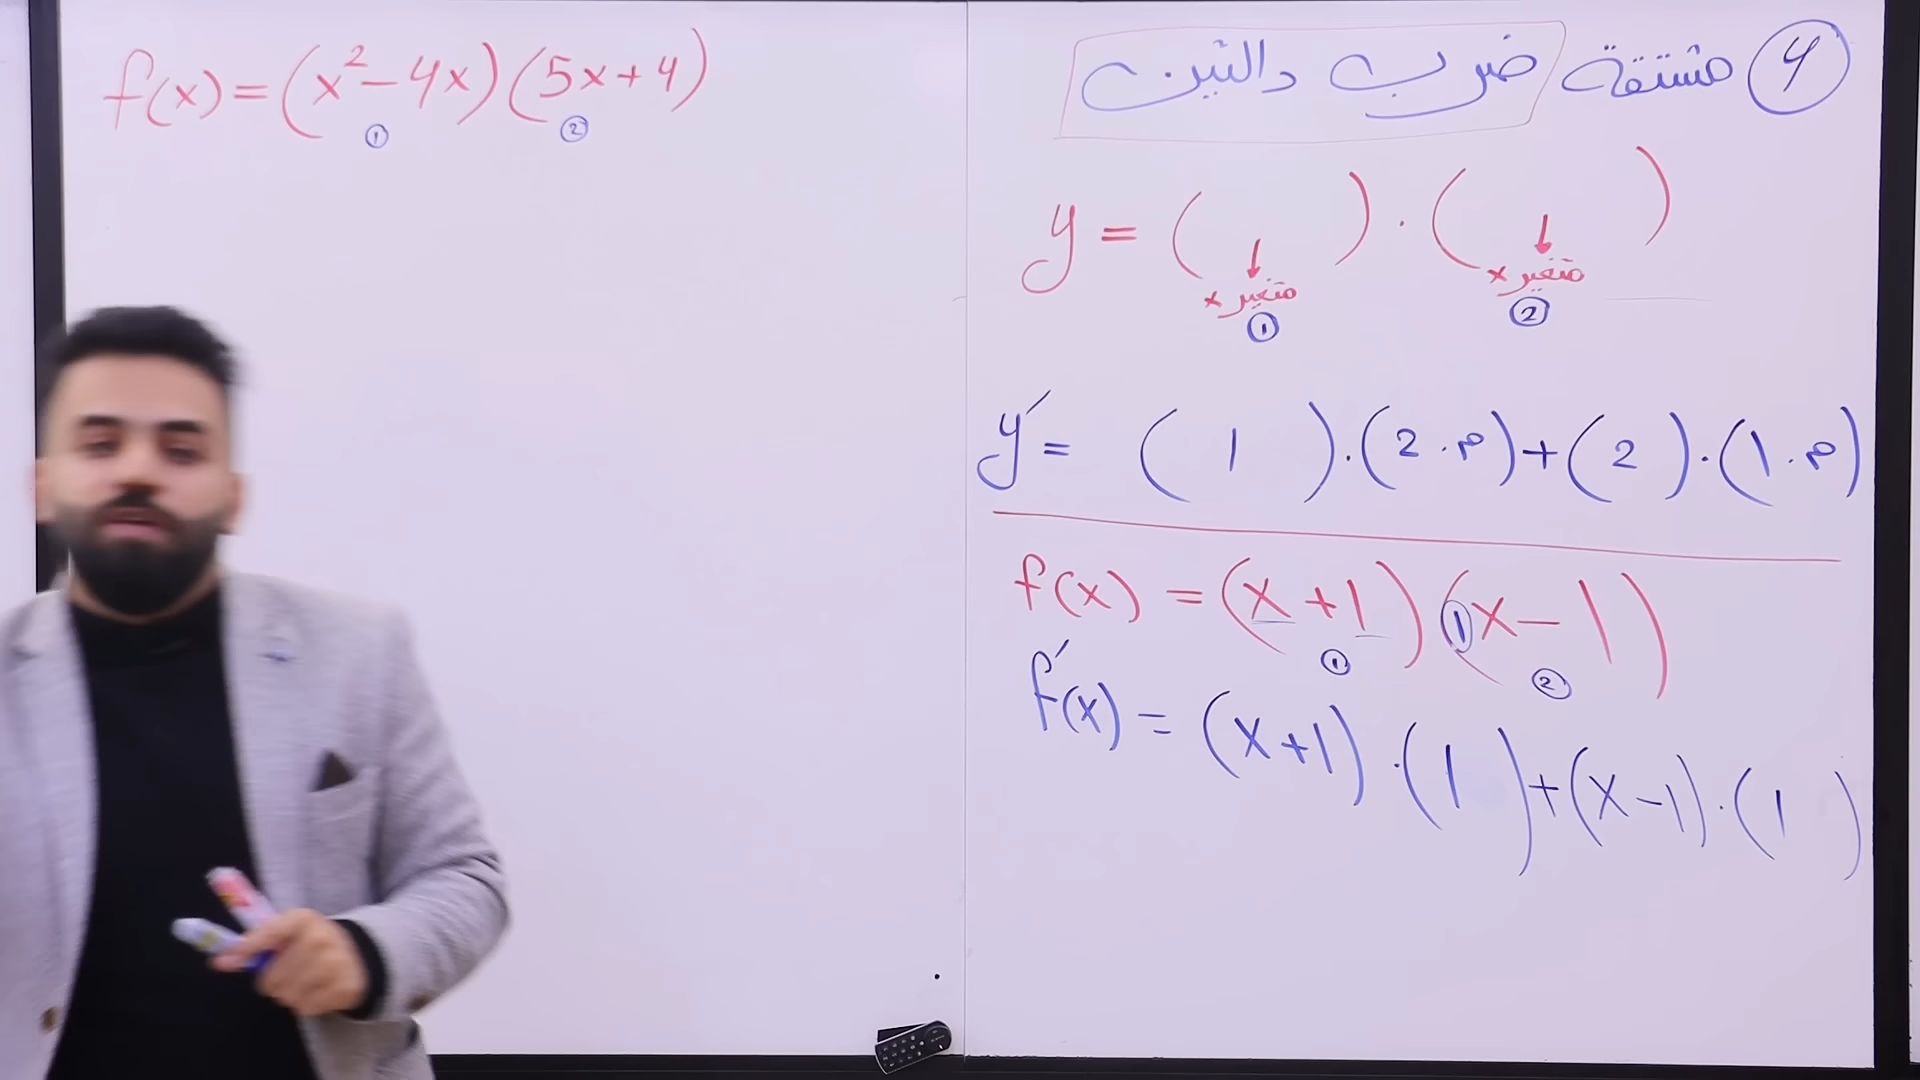 f(x) = (x² - 4x) (5x + 4)
① ②
④ مشتقة ضرب دالتين
y = ( ) . ( )
متغير x متغير x
① ②
y′ = ( 1 ) . ( م . 2 ) + ( 2 ) . ( م . 1 )
f(x) = (x + 1) (①x - 1)
① ②
f′(x) = (x + 1) . ( 1 ) + (x - 1) . ( 1 )